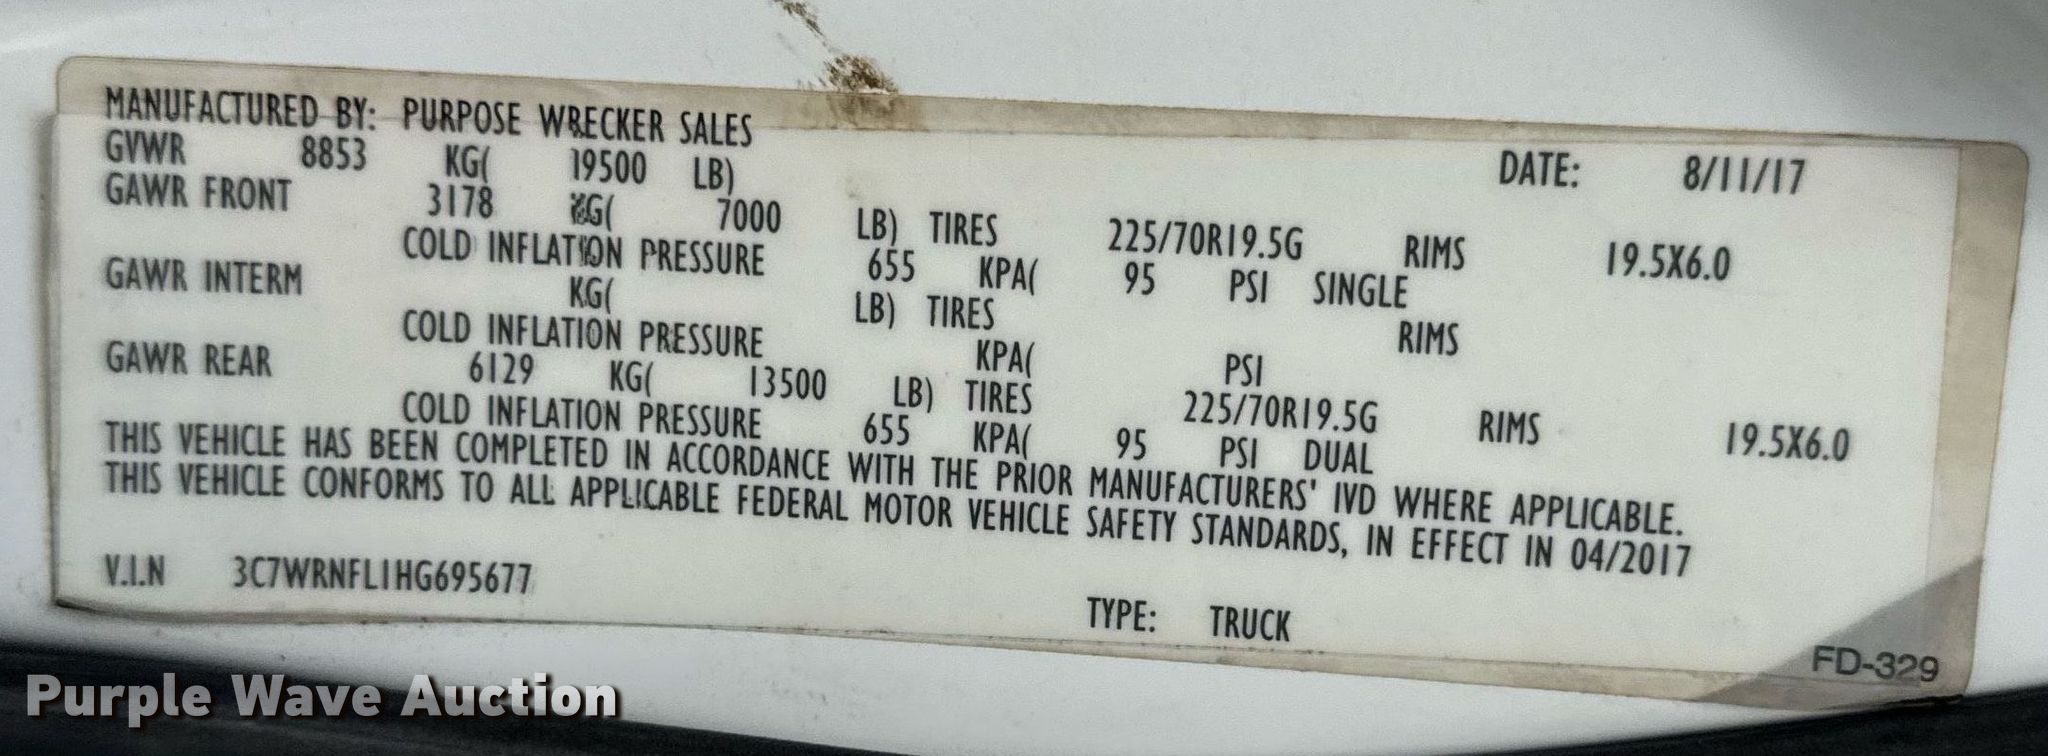 MANUFACTURED BY: PURPOSE WRECKER SALES
DATE: 8/11/17
GVWR 8853 KG( 19500 LB)
GAWR FRONT 3178 KG( 7000 LB) TIRES 225/70R19.5G RIMS 19.5X6.0
COLD INFLATION PRESSURE 655 KPA( 95 PSI SINGLE
GAWR INTERM KG( LB) TIRES RIMS
COLD INFLATION PRESSURE KPA( PSI
GAWR REAR 6129 KG( 13500 LB) TIRES 225/70R19.5G RIMS 19.5X6.0
COLD INFLATION PRESSURE 655 KPA( 95 PSI DUAL
THIS VEHICLE HAS BEEN COMPLETED IN ACCORDANCE WITH THE PRIOR MANUFACTURERS' IVD WHERE APPLICABLE.
THIS VEHICLE CONFORMS TO ALL APPLICABLE FEDERAL MOTOR VEHICLE SAFETY STANDARDS, IN EFFECT IN 04/2017
V.I.N 3C7WRNFL1HG695677
TYPE: TRUCK
FD-329
Purple Wave Auction